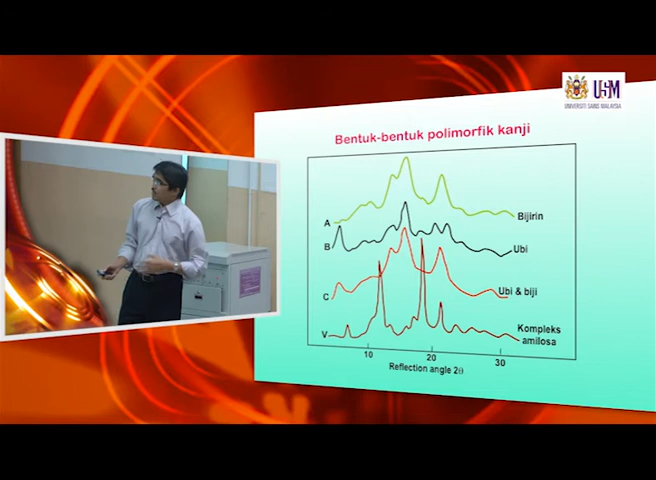 USM
UNIVERSITI SAINS MALAYSIA
Bentuk-bentuk polimorfik kanji
A
Bijirin
B
Ubi
C
Ubi & biji
V
Kompleks
amilosa
10
20
30
Reflection angle 2θ